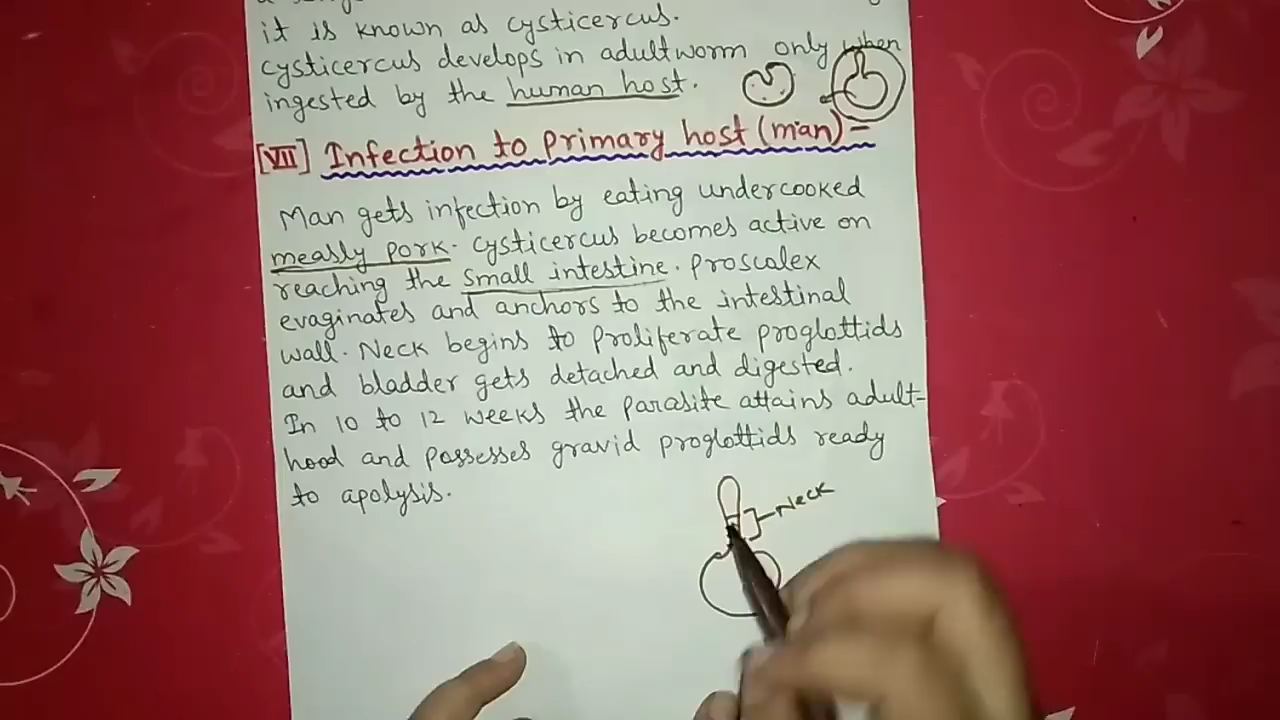 it is known as cysticercus.
cysticercus develops in adultworm only when
ingested by the human host.
[VII] Infection to primary host (man)-
Man gets infection by eating undercooked
measly pork. cysticercus becomes active on
reaching the small intestine. proscolex
evaginates and anchors to the intestinal
wall. Neck begins to proliferate proglottids
and bladder gets detached and digested.
In 10 to 12 weeks the parasite attains adult-
hood and possesses gravid proglottids ready
to apolysis.
Neck